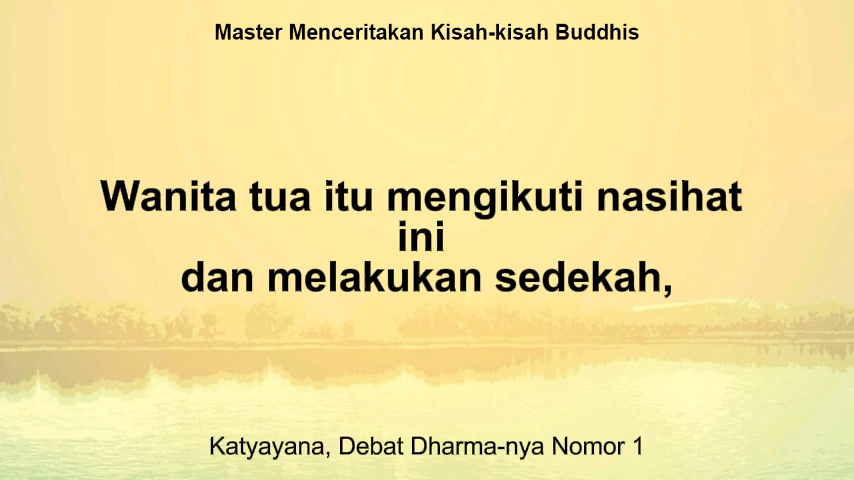 Master Menceritakan Kisah-kisah Buddhis
Wanita tua itu mengikuti nasihat
ini
dan melakukan sedekah,
Katyayana, Debat Dharma-nya Nomor 1